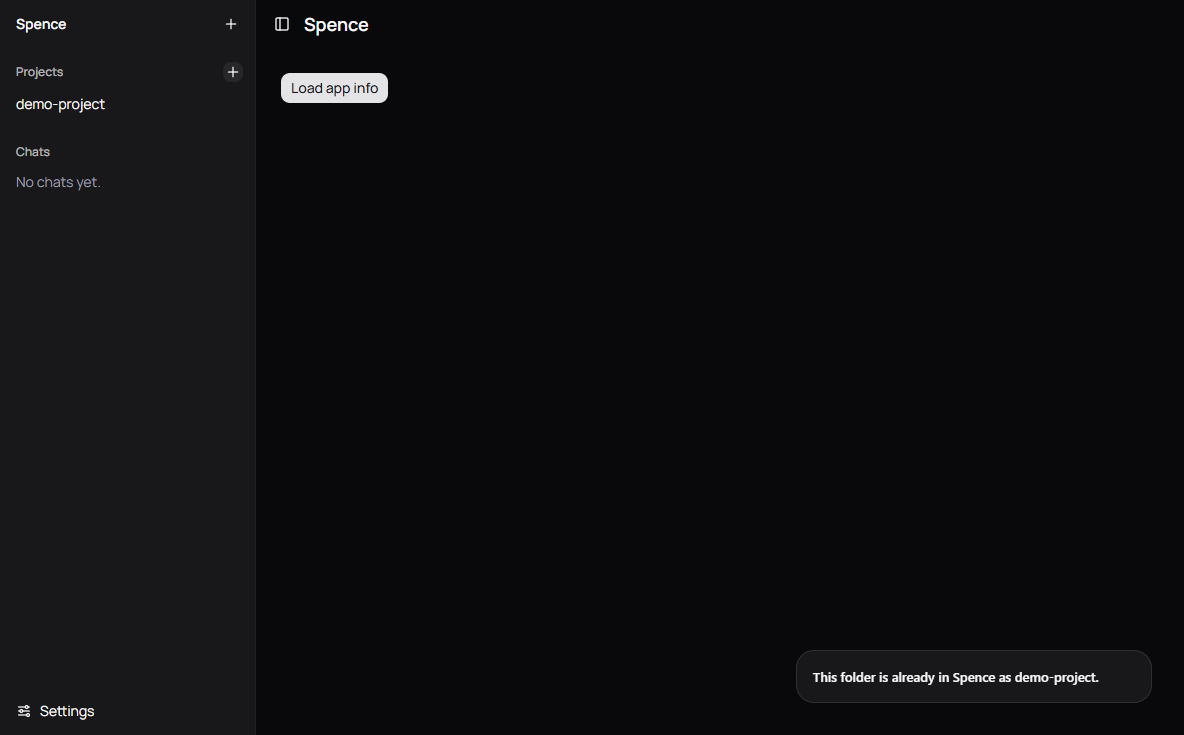 Spence
Projects
demo-project
Chats
No chats yet.
Settings
Spence
Load app info
This folder is already in Spence as demo-project.